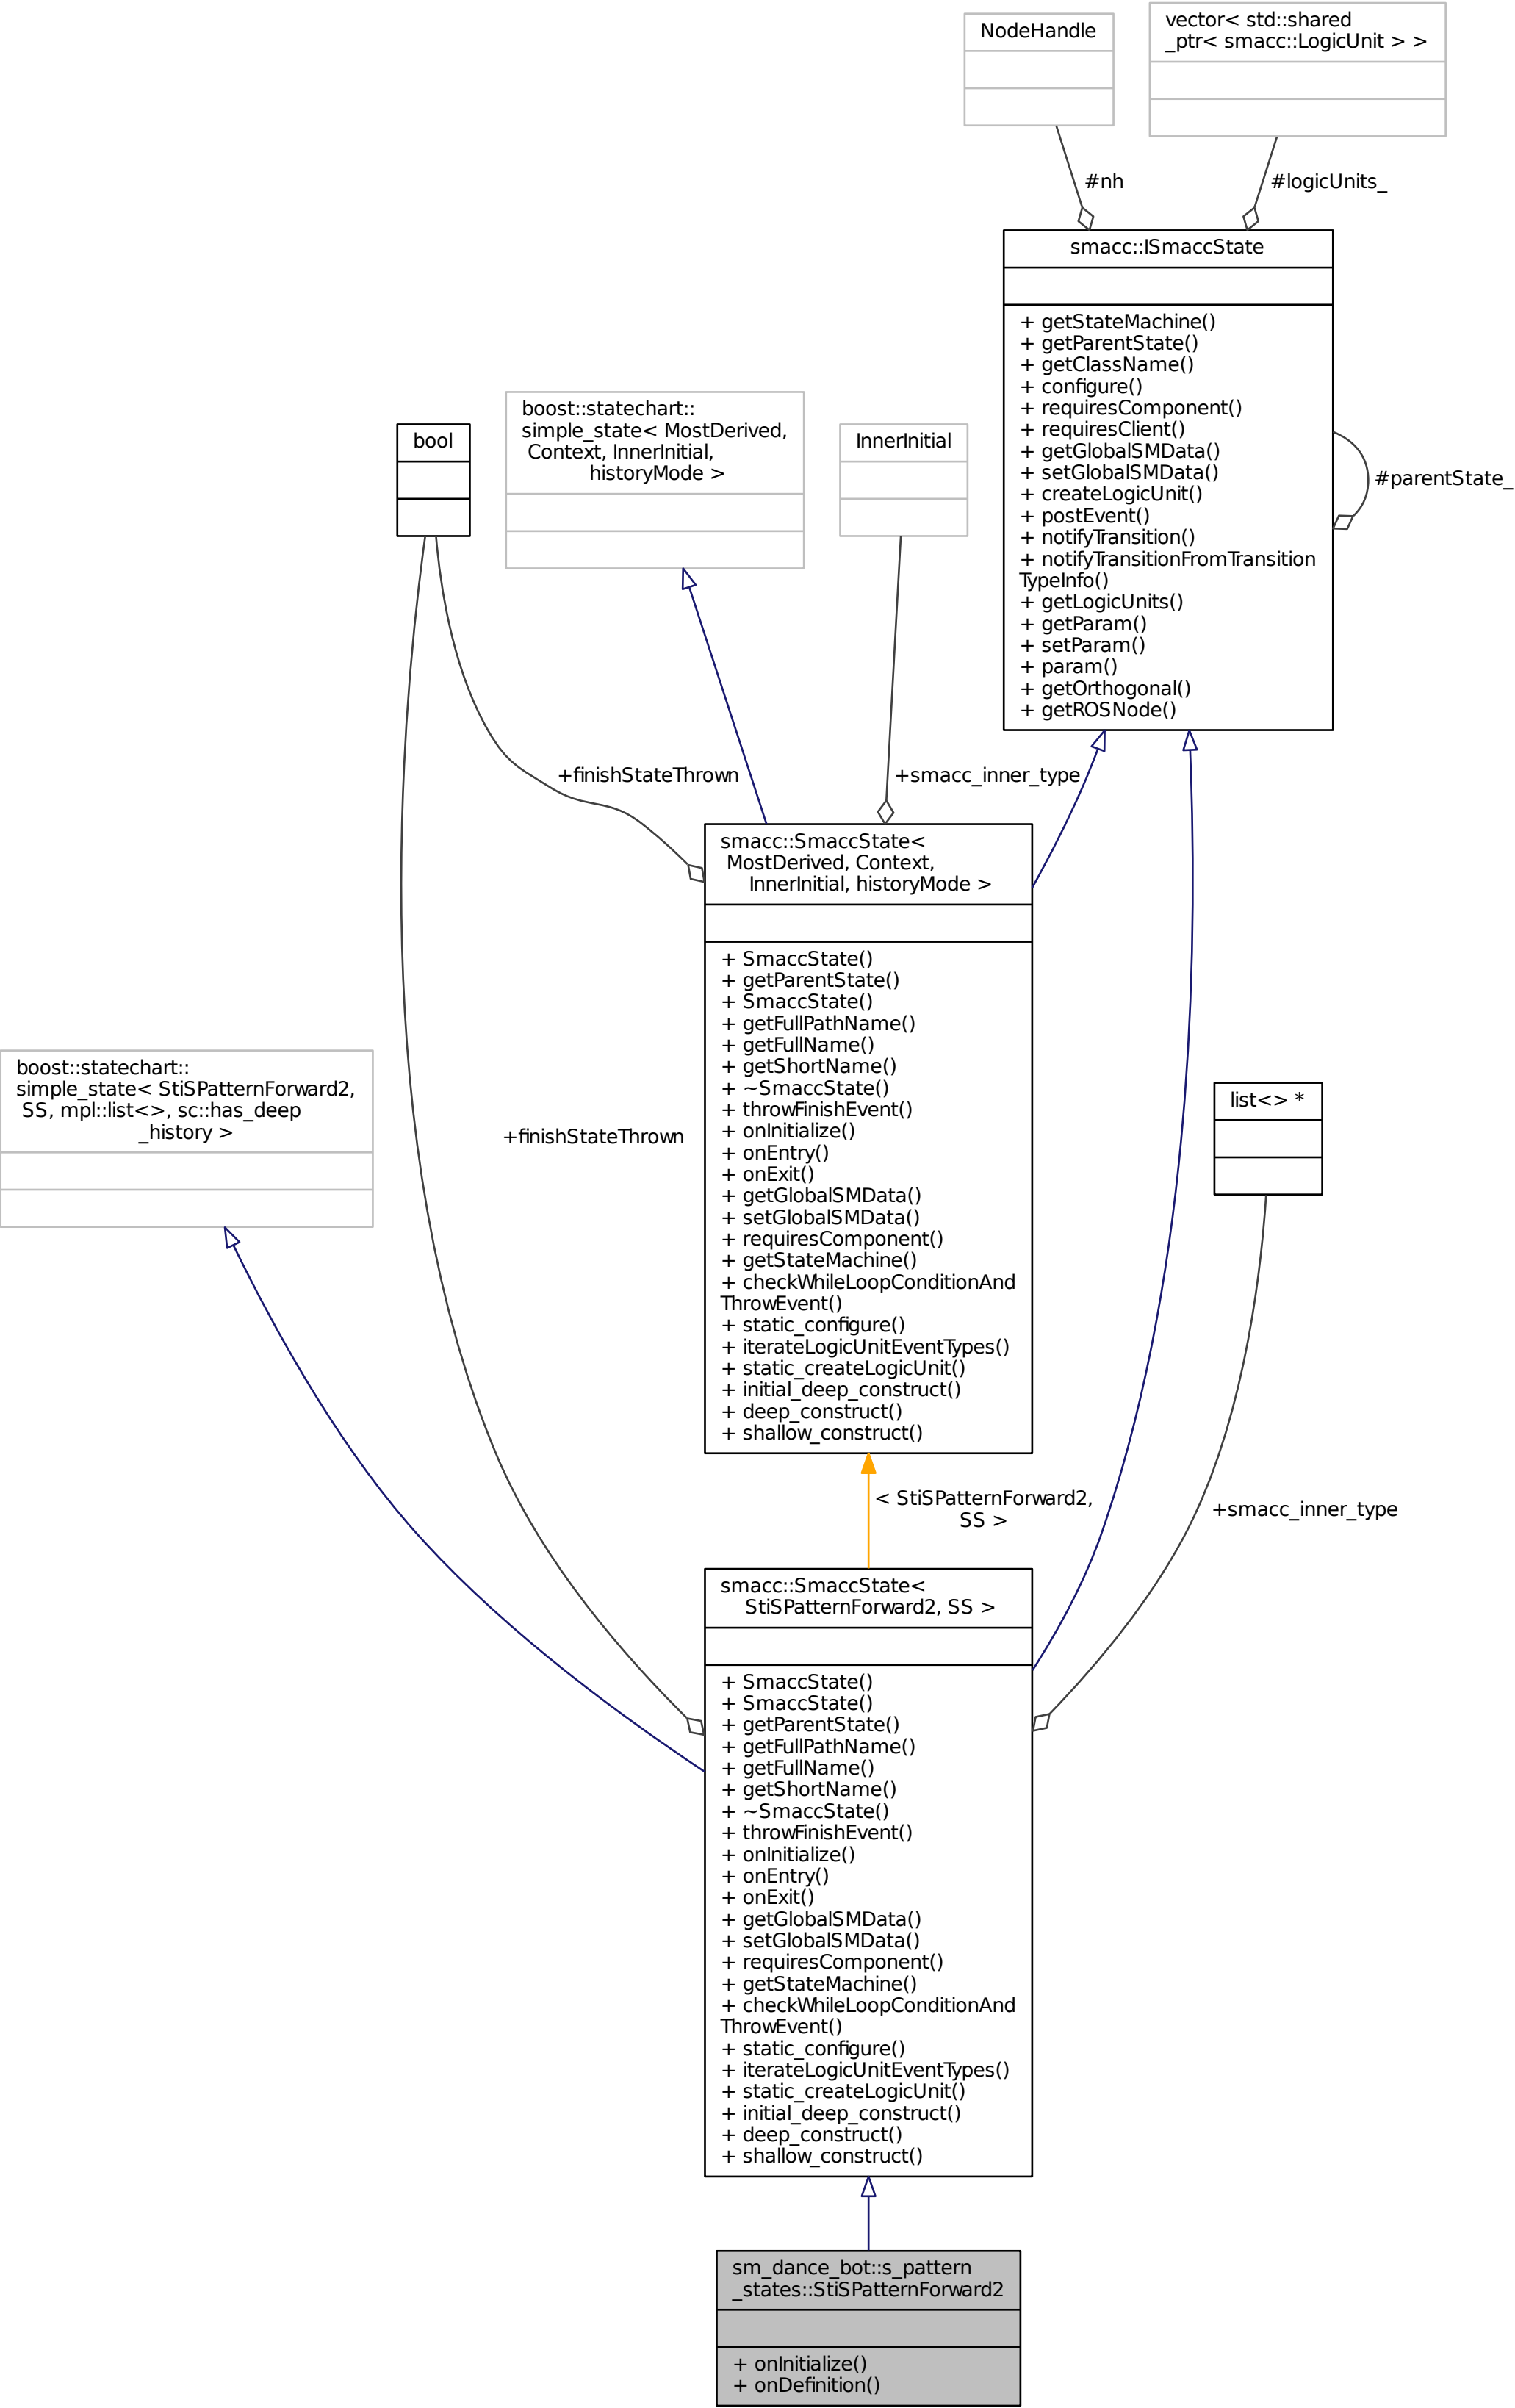 NodeHandle
vector< std::shared
_ptr< smacc::LogicUnit > >
#nh
#logicUnits_
smacc::ISmaccState
+ getStateMachine()
+ getParentState()
+ getClassName()
+ configure()
+ requiresComponent()
+ requiresClient()
+ getGlobalSMData()
+ setGlobalSMData()
+ createLogicUnit()
+ postEvent()
+ notifyTransition()
+ notifyTransitionFromTransition
TypeInfo()
+ getLogicUnits()
+ getParam()
+ setParam()
+ param()
+ getOrthogonal()
+ getROSNode()
#parentState_
bool
boost::statechart::
simple_state< MostDerived,
Context, InnerInitial,
historyMode >
InnerInitial
+finishStateThrown
+smacc_inner_type
smacc::SmaccState<
MostDerived, Context,
InnerInitial, historyMode >
+ SmaccState()
+ getParentState()
+ SmaccState()
+ getFullPathName()
+ getFullName()
+ getShortName()
+ ~SmaccState()
+ throwFinishEvent()
+ onInitialize()
+ onEntry()
+ onExit()
+ getGlobalSMData()
+ setGlobalSMData()
+ requiresComponent()
+ getStateMachine()
+ checkWhileLoopConditionAnd
ThrowEvent()
+ static_configure()
+ iterateLogicUnitEventTypes()
+ static_createLogicUnit()
+ initial_deep_construct()
+ deep_construct()
+ shallow_construct()
boost::statechart::
simple_state< StiSPatternForward2,
SS, mpl::list<>, sc::has_deep
_history >
+finishStateThrown
list<> *
< StiSPatternForward2,
SS >
+smacc_inner_type
smacc::SmaccState<
StiSPatternForward2, SS >
+ SmaccState()
+ SmaccState()
+ getParentState()
+ getFullPathName()
+ getFullName()
+ getShortName()
+ ~SmaccState()
+ throwFinishEvent()
+ onInitialize()
+ onEntry()
+ onExit()
+ getGlobalSMData()
+ setGlobalSMData()
+ requiresComponent()
+ getStateMachine()
+ checkWhileLoopConditionAnd
ThrowEvent()
+ static_configure()
+ iterateLogicUnitEventTypes()
+ static_createLogicUnit()
+ initial_deep_construct()
+ deep_construct()
+ shallow_construct()
sm_dance_bot::s_pattern
_states::StiSPatternForward2
+ onInitialize()
+ onDefinition()